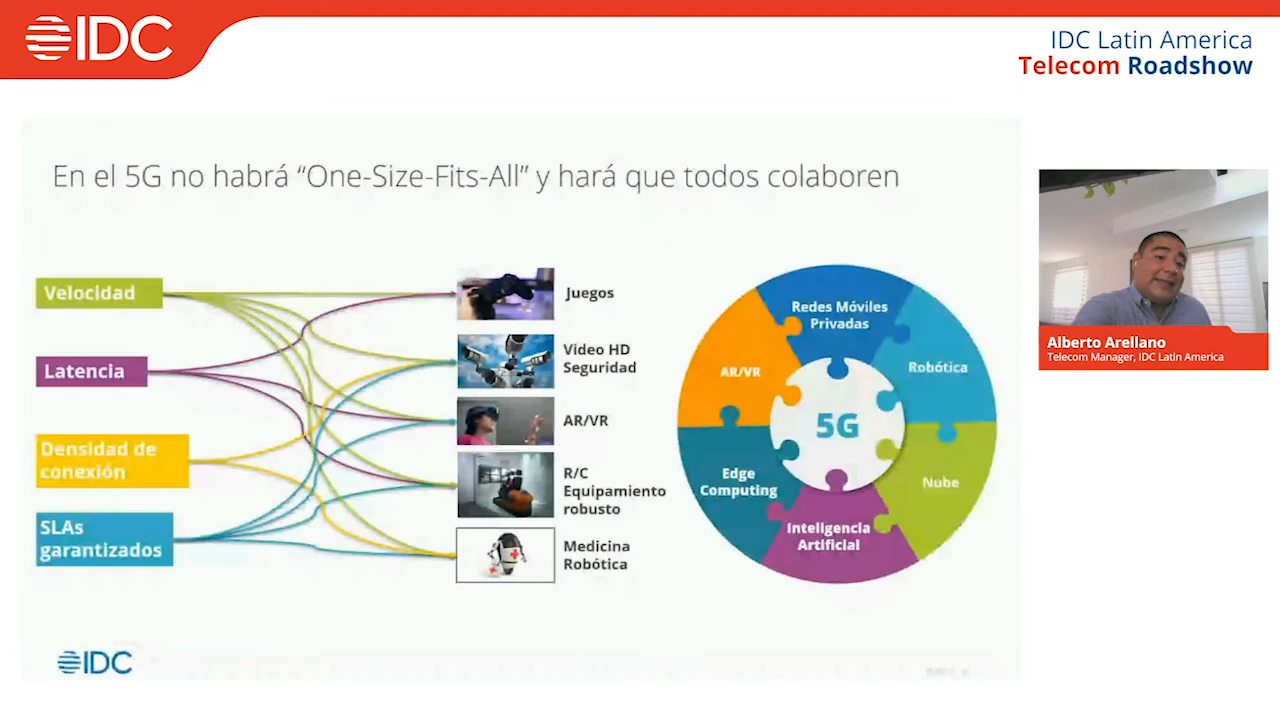 IDC
IDC Latin America
Telecom Roadshow
En el 5G no habrá “One-Size-Fits-All” y hará que todos colaboren
Velocidad
Latencia
Densidad de
conexión
SLAs
garantizados
Juegos
Video HD
Seguridad
AR/VR
R/C
Equipamiento
robusto
Medicina
Robótica
Redes Móviles
Privadas
AR/VR
Robótica
5G
Edge
Computing
Nube
Inteligencia
Artificial
Alberto Arellano
Telecom Manager, IDC Latin America
IDC